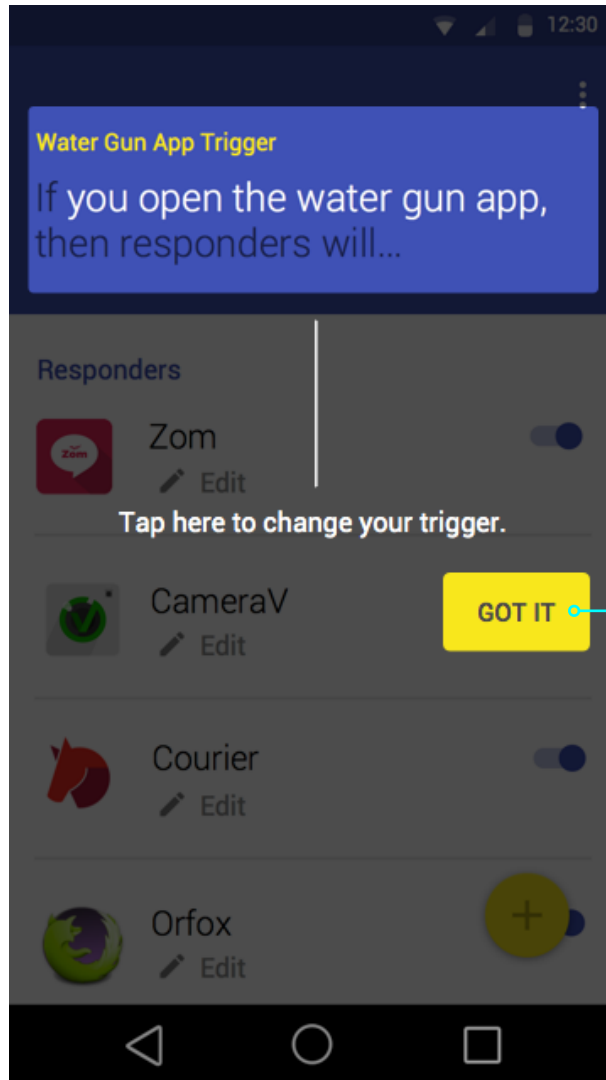 12:30
Water Gun App Trigger
If you open the water gun app,
then responders will...
Responders
Zom
Zom
Edit
Tap here to change your trigger.
CameraV
Edit
GOT IT
Courier
Edit
Orfox
Edit